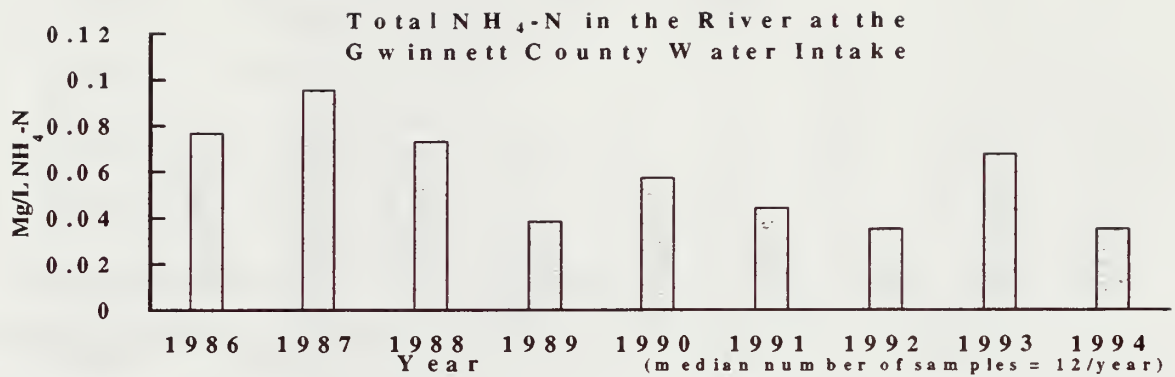 Total NH4-N in the River at the
Gwinnett County Water Intake
Mg/L NH4-N
0.12
0.1
0.08
0.06
0.04
0.02
0
1986 1987 1988 1989 1990 1991 1992 1993 1994
Year
(median number of samples = 12/year)